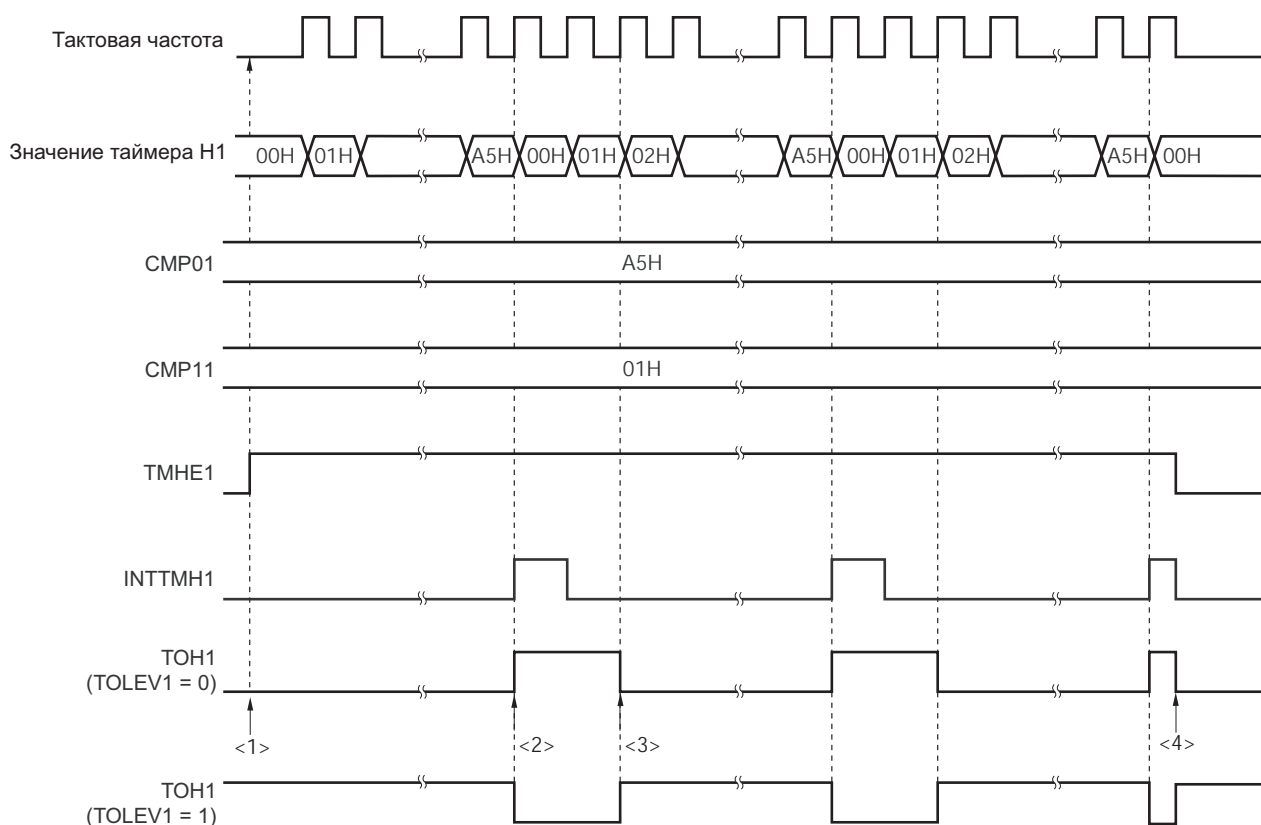 Тактовая частота
Значение таймера H1
00H 01H A5H 00H 01H 02H A5H 00H 01H 02H A5H 00H
CMP01
A5H
CMP11
01H
TMHE1
INTTMH1
TOH1
(TOLEV1 = 0)
<1> <2> <3> <4>
TOH1
(TOLEV1 = 1)